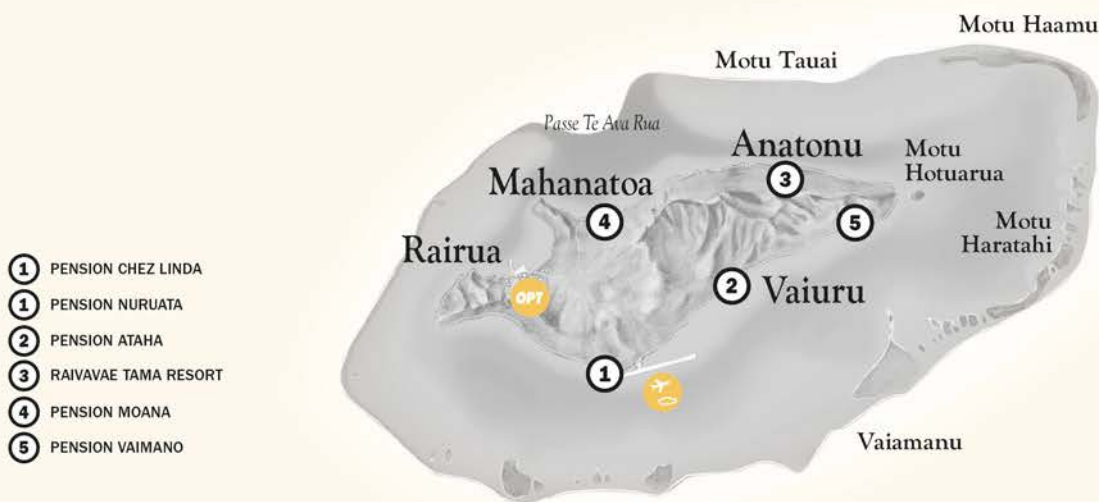 Motu Haamu
Motu Tauai
Passe Te Ava Rua
Anatonu
Motu
Hotuarua
3
Mahanatoa
4
5
Motu
Haratahi
Rairua
OPT
2 Vaiuru
1
Vaiamanu
1 PENSION CHEZ LINDA
1 PENSION NURUATA
2 PENSION ATAHA
3 RAIVAVAE TAMA RESORT
4 PENSION MOANA
5 PENSION VAIMANO